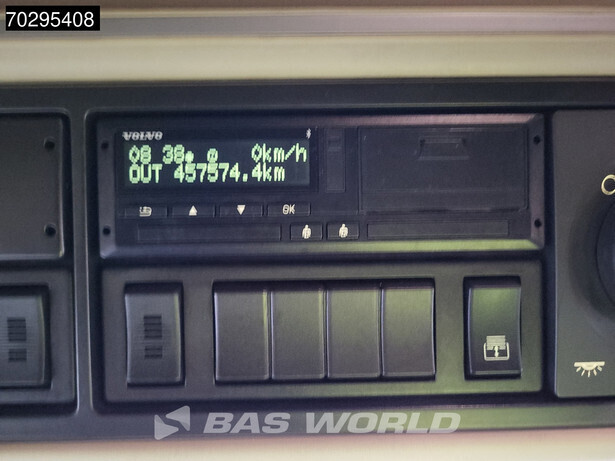 70295408
VOLVO
08 38 0km/h
OUT 457574.4km
OK
BAS WORLD